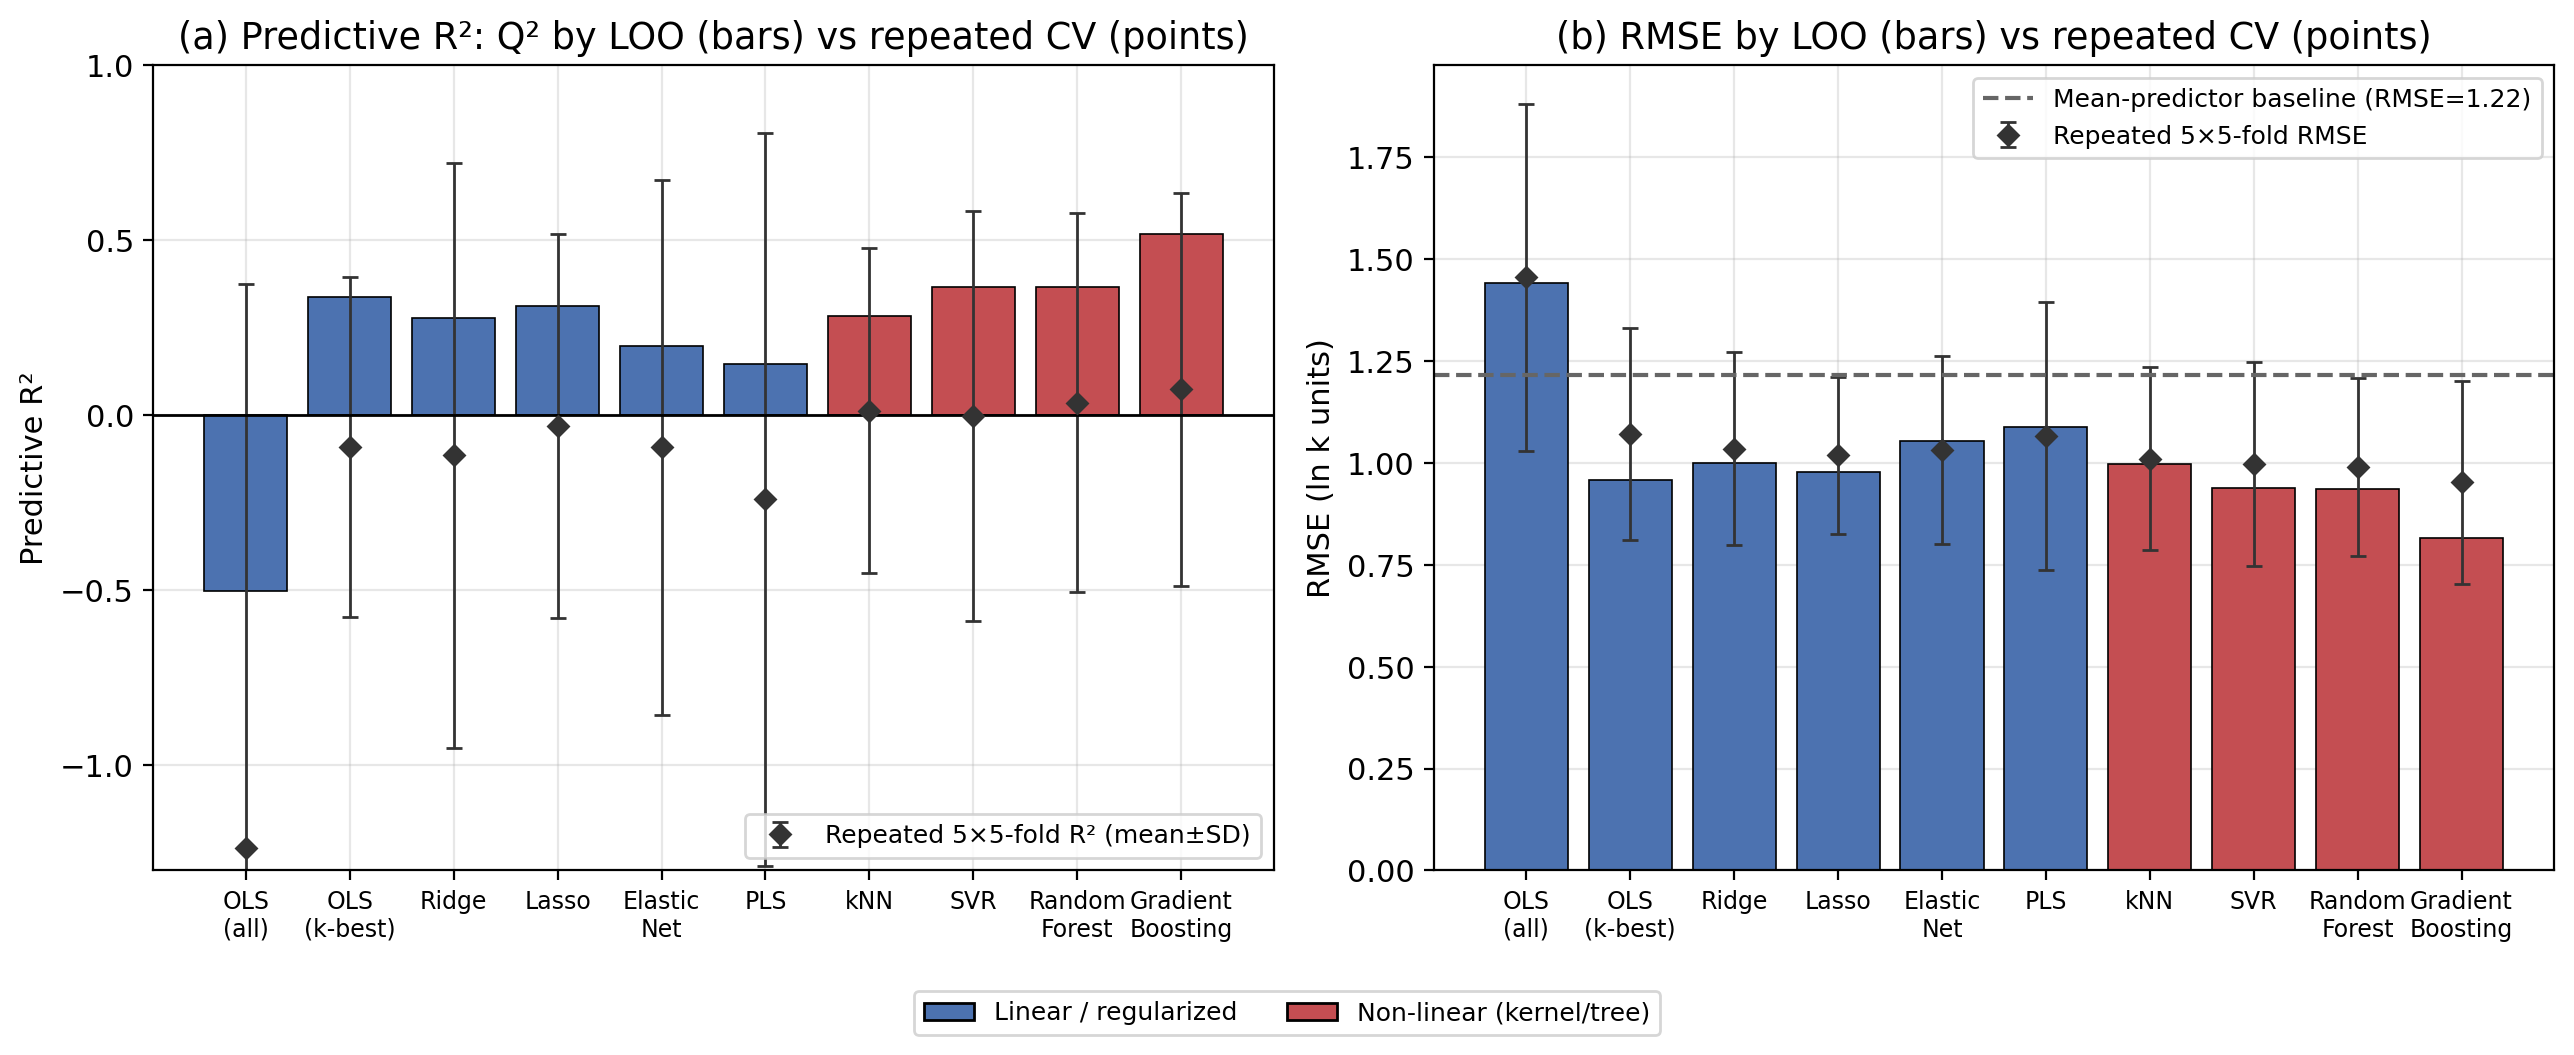 (a) Predictive R²: Q² by LOO (bars) vs repeated CV (points)
Predictive R²
1.0
0.5
0.0
−0.5
−1.0
Repeated 5×5-fold R² (mean±SD)
OLS
(all)
OLS
(k-best)
Ridge
Lasso
Elastic
Net
PLS
kNN
SVR
Random
Forest
Gradient
Boosting
(b) RMSE by LOO (bars) vs repeated CV (points)
RMSE (ln k units)
1.75
1.50
1.25
1.00
0.75
0.50
0.25
0.00
Mean-predictor baseline (RMSE=1.22)
Repeated 5×5-fold RMSE
OLS
(all)
OLS
(k-best)
Ridge
Lasso
Elastic
Net
PLS
kNN
SVR
Random
Forest
Gradient
Boosting
Linear / regularized
Non-linear (kernel/tree)